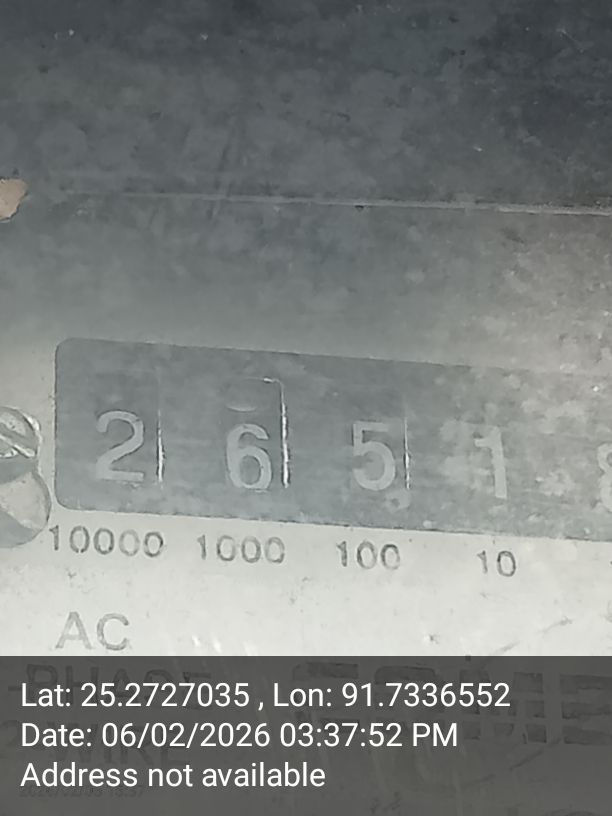 2 6 5 1
10000 1000 100 10
AC
Lat: 25.2727035 , Lon: 91.7336552
Date: 06/02/2026 03:37:52 PM
Address not available